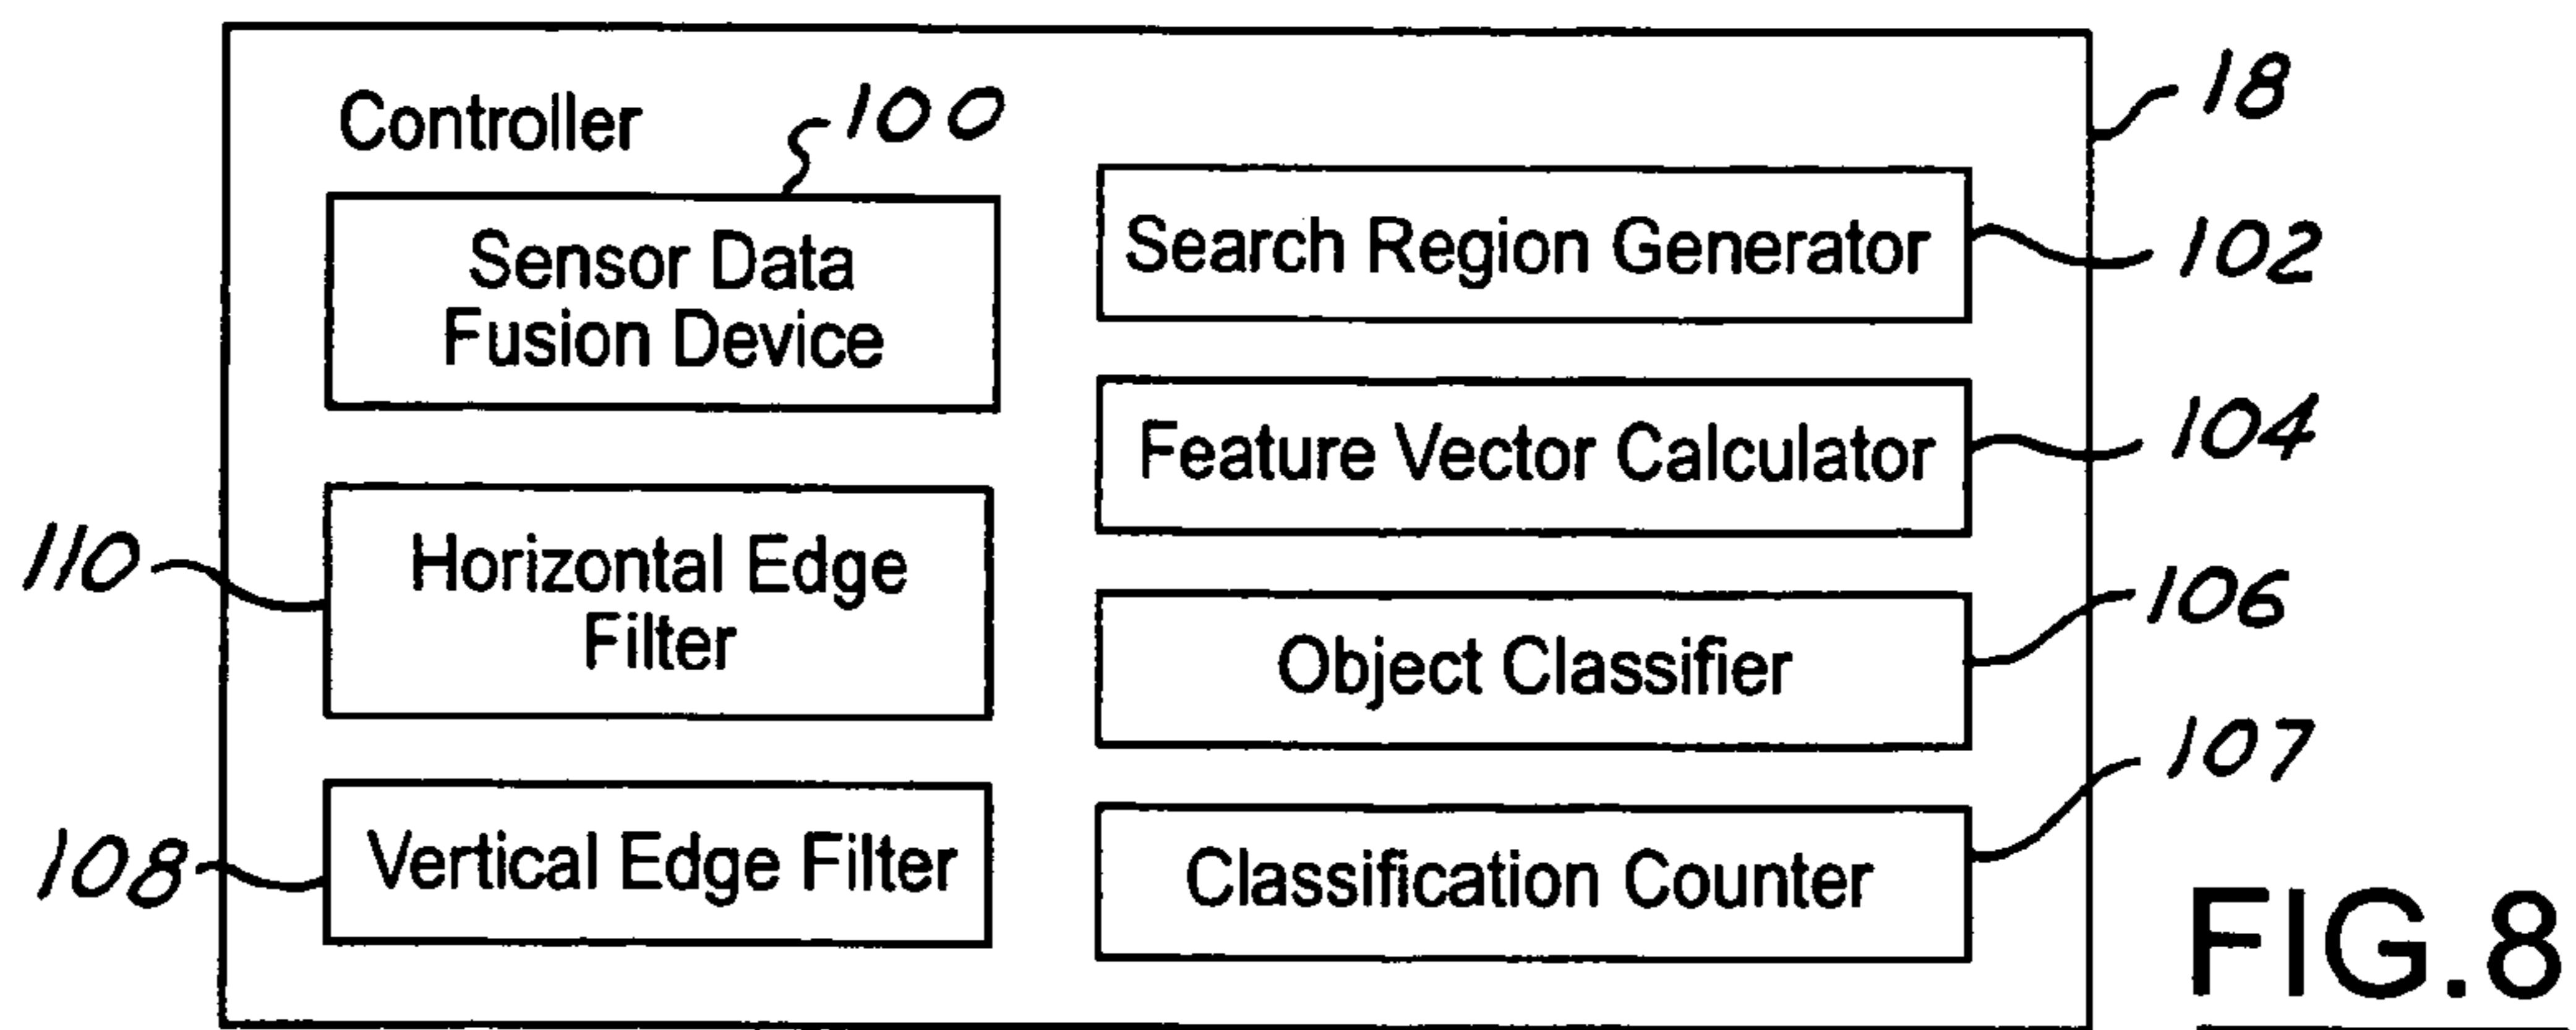 Controller
100
18
Sensor Data
Fusion Device
Search Region Generator
102
Feature Vector Calculator
104
110
Horizontal Edge
Filter
Object Classifier
106
108
Vertical Edge Filter
Classification Counter
107
FIG.8